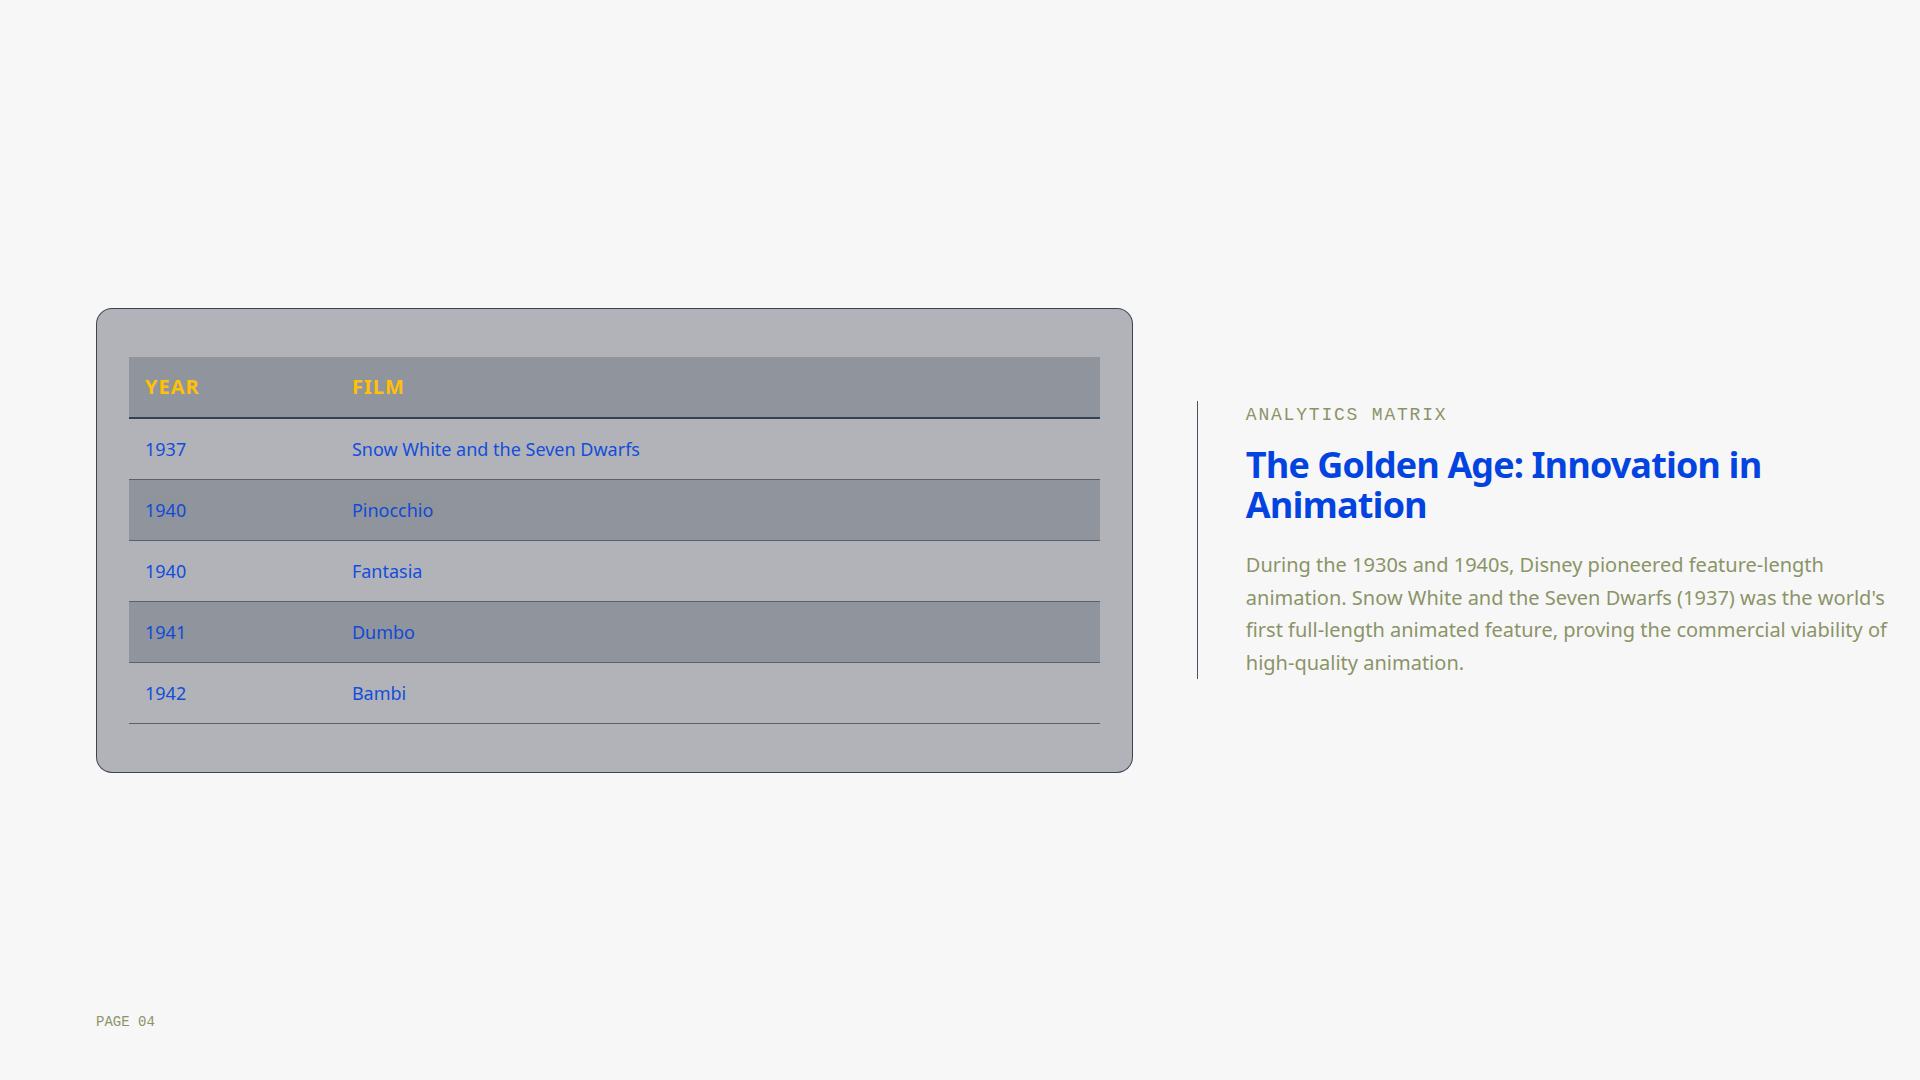 YEAR FILM
1937 Snow White and the Seven Dwarfs
1940 Pinocchio
1940 Fantasia
1941 Dumbo
1942 Bambi
ANALYTICS MATRIX
The Golden Age: Innovation in
Animation
During the 1930s and 1940s, Disney pioneered feature-length
animation. Snow White and the Seven Dwarfs (1937) was the world's
first full-length animated feature, proving the commercial viability of
high-quality animation.
PAGE 04